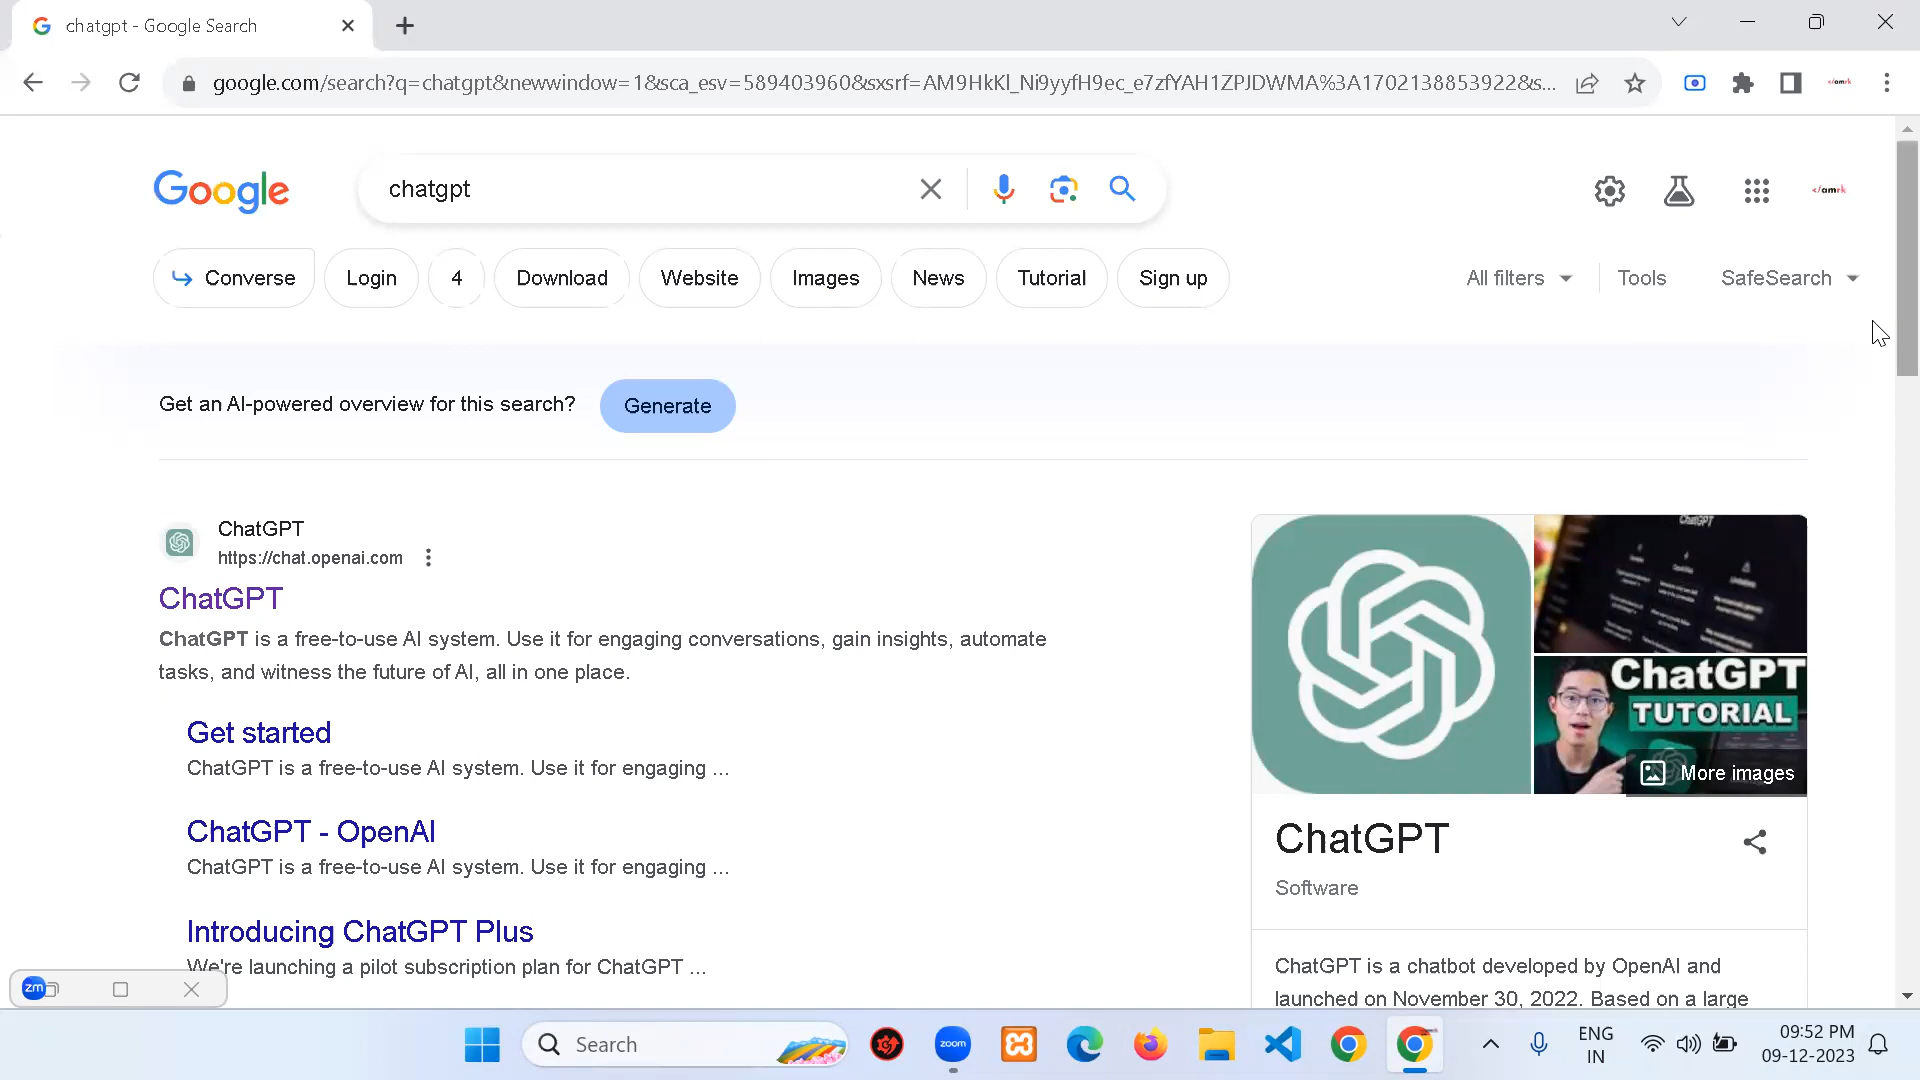 chatgpt - Google Search
google.com/search?q=chatgpt&newwindow=1&sca_esv=589403960&sxsrf=AM9HkKl_Ni9yyfH9ec_e7zfYAH1ZPJDWMA%3A1702138853922&s...
</amrk
Google
chatgpt
</amrk
Converse
Login
4
Download
Website
Images
News
Tutorial
Sign up
All filters
Tools
SafeSearch
Get an AI-powered overview for this search?
Generate
ChatGPT
https://chat.openai.com
ChatGPT
ChatGPT is a free-to-use AI system. Use it for engaging conversations, gain insights, automate
tasks, and witness the future of AI, all in one place.
Get started
ChatGPT is a free-to-use AI system. Use it for engaging ...
ChatGPT - OpenAI
ChatGPT is a free-to-use AI system. Use it for engaging ...
Introducing ChatGPT Plus
We're launching a pilot subscription plan for ChatGPT ...
ChatGPT
ChatGPT
TUTORIAL
More images
ChatGPT
Software
ChatGPT is a chatbot developed by OpenAI and
launched on November 30, 2022. Based on a large
zm
Search
zoom
ENG
IN
09:52 PM
09-12-2023